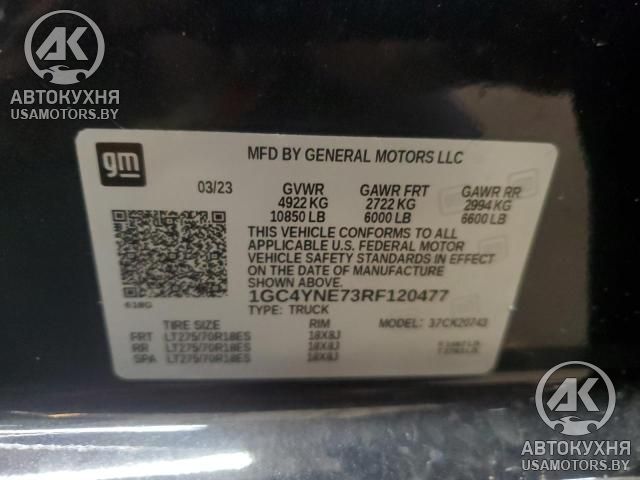 АК
АВТОКУХНЯ
USAMOTORS.BY
gm
MFD BY GENERAL MOTORS LLC
03/23 GVWR GAWR FRT GAWR RR
4922 KG 2722 KG 2994 KG
10850 LB 6000 LB 6600 LB
THIS VEHICLE CONFORMS TO ALL
APPLICABLE U.S. FEDERAL MOTOR
VEHICLE SAFETY STANDARDS IN EFFECT
ON THE DATE OF MANUFACTURE
SHOWN ABOVE.
618G
1GC4YNE73RF120477
TYPE: TRUCK MODEL: 37CK20743
TIRE SIZE RIM
FRT LT275/70R18ES 18X8J
RR LT275/70R18ES 18X8J
SPA LT275/70R18ES 18X8J
АК
АВТОКУХНЯ
USAMOTORS.BY